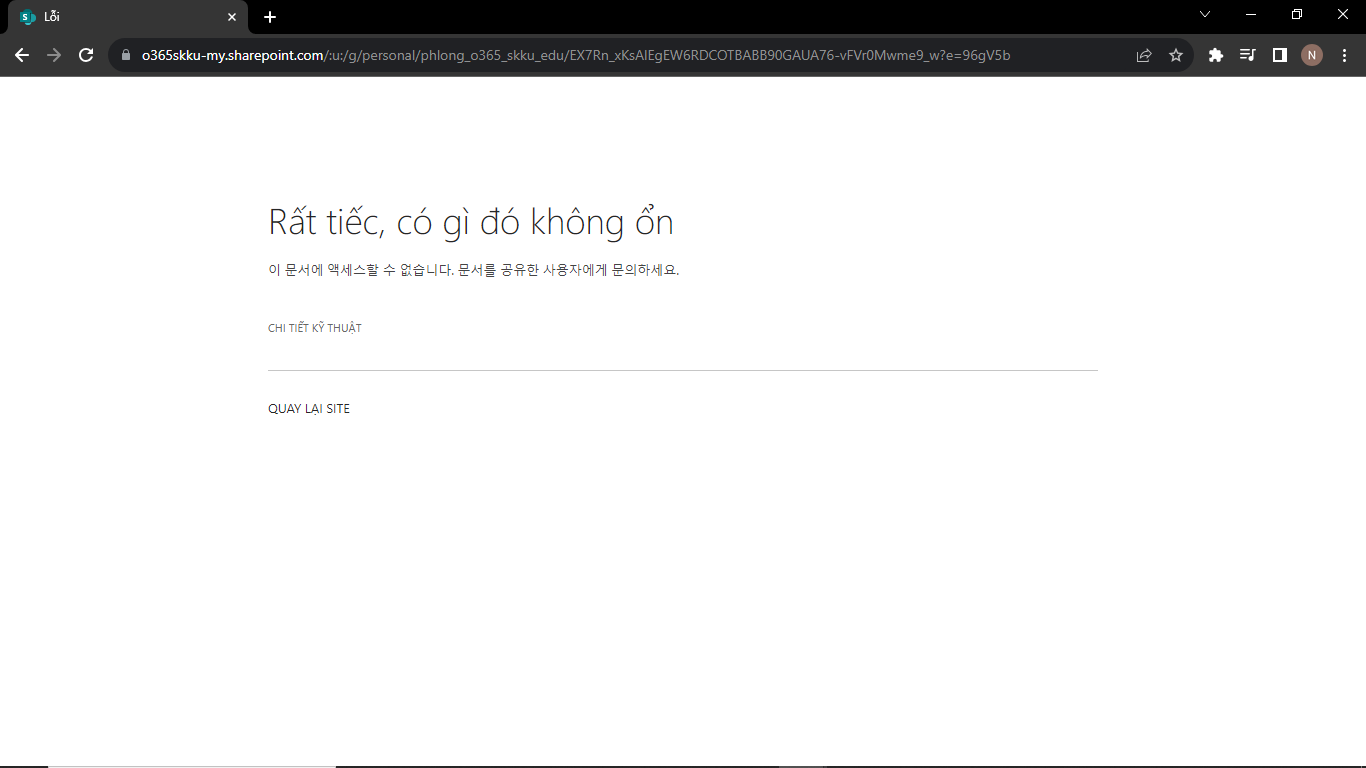 Lỗi
o365skku-my.sharepoint.com/:u:/g/personal/phlong_o365_skku_edu/EX7Rn_xKsAlEgEW6RDCOTBABB90GAUA76-vFVr0Mwme9_w?e=96gV5b
N
Rất tiếc, có gì đó không ổn
이 문서에 액세스할 수 없습니다. 문서를 공유한 사용자에게 문의하세요.
CHI TIẾT KỸ THUẬT
QUAY LẠI SITE